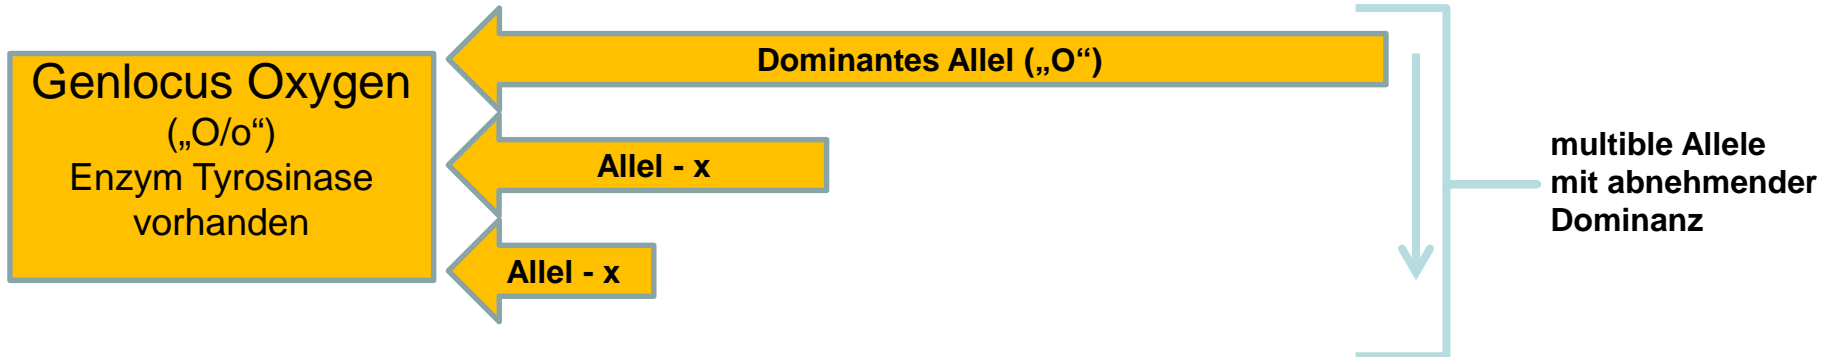 Dominantes Allel („O“)
Genlocus Oxygen
(„O/o“)
Enzym Tyrosinase
vorhanden
Allel - x
Allel - x
multible Allele
mit abnehmender
Dominanz